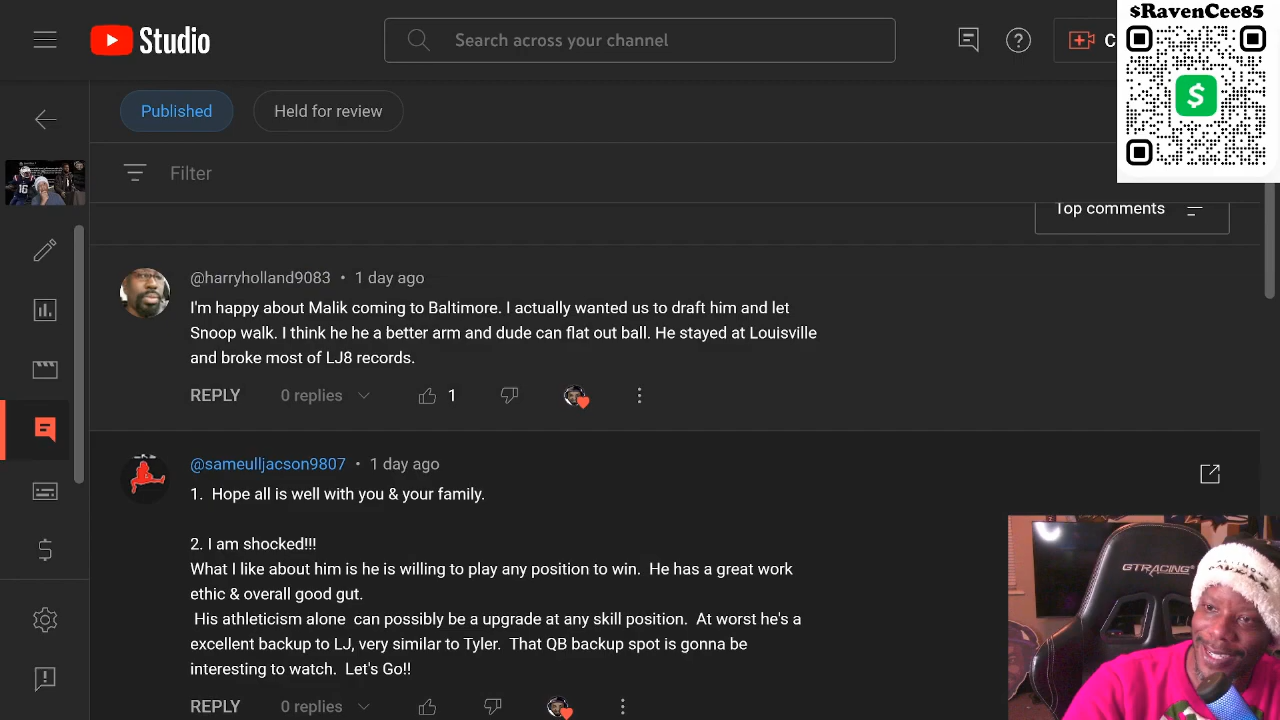 $RavenCee85
Studio
Search across your channel
C
Published
Held for review
Filter
Top comments
@harryholland9083 • 1 day ago
I'm happy about Malik coming to Baltimore. I actually wanted us to draft him and let
Snoop walk. I think he he a better arm and dude can flat out ball. He stayed at Louisville
and broke most of LJ8 records.
REPLY 0 replies 1
@sameulljacson9807 • 1 day ago
1. Hope all is well with you & your family.
2. I am shocked!!!
What I like about him is he is willing to play any position to win. He has a great work
ethic & overall good gut.
His athleticism alone can possibly be a upgrade at any skill position. At worst he's a
excellent backup to LJ, very similar to Tyler. That QB backup spot is gonna be
interesting to watch. Let's Go!!
REPLY 0 replies
GTRACING